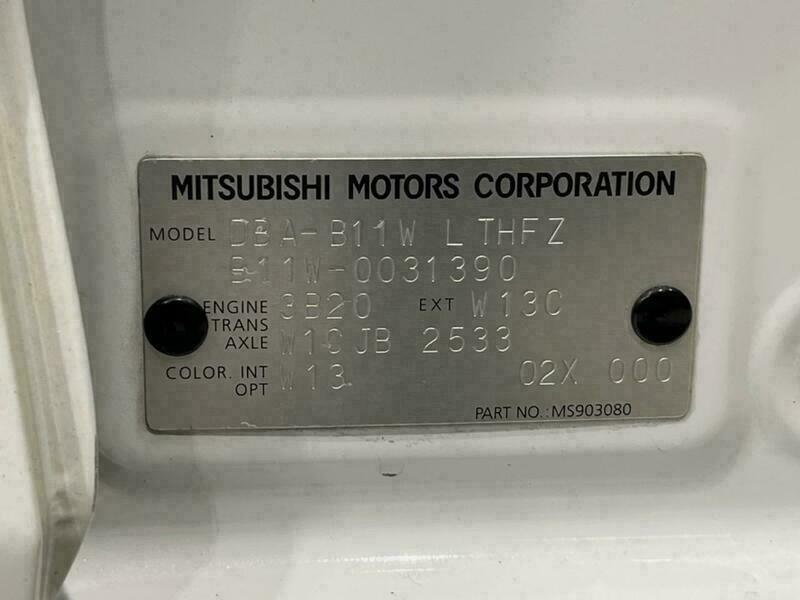 MITSUBISHI MOTORS CORPORATION
MODEL DBA-B11W LTHFZ
B11W-0031390
ENGINE 3B20 EXT W13C
TRANS
AXLE W1CJB 2533
COLOR. INT W13 02X 000
OPT
PART NO.:MS903080